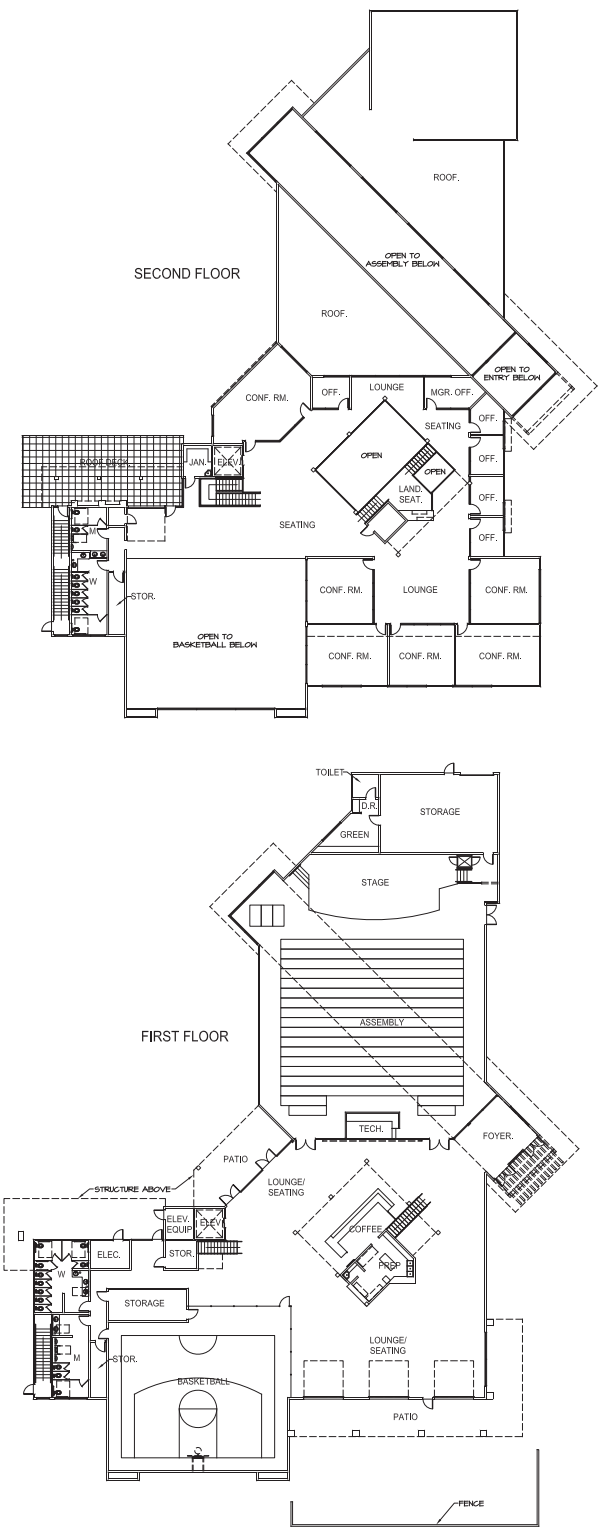 ROOF.
OPEN TO
ASSEMBLY BELOW
SECOND FLOOR
ROOF.
OPEN TO
ENTRY BELOW
CONF. RM.
OFF.
LOUNGE
MGR. OFF.
SEATING
OFF.
ROOF DECK.
JAN.
ELEV.
OPEN
OPEN
OFF.
LAND.
SEAT.
OFF.
SEATING
M
OFF.
W
STOR.
CONF. RM.
LOUNGE
CONF. RM.
OPEN TO
BASKETBALL BELOW
CONF. RM.
CONF. RM.
CONF. RM.
TOILET
D.R.
GREEN
STORAGE
STAGE
FIRST FLOOR
ASSEMBLY
TECH.
FOYER.
PATIO
STRUCTURE ABOVE
LOUNGE/
SEATING
ELEV.
EQUIP
ELEV
COFFEE
ELEC.
STOR.
PREP
W
STORAGE
LOUNGE/
SEATING
M
STOR.
BASKETBALL
PATIO
FENCE